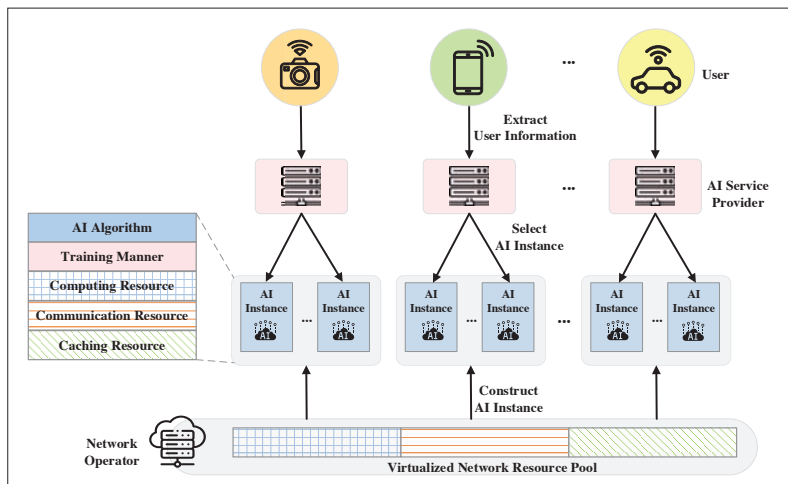 ...
User
Extract
User Information
...
AI Service
Provider
Select
AI Instance
AI Algorithm
Training Manner
Computing Resource
Communication Resource
Caching Resource
AI
Instance
AI
...
AI
Instance
AI
AI
Instance
AI
...
AI
Instance
AI
...
AI
Instance
AI
...
AI
Instance
AI
Construct
AI Instance
Network
Operator
Virtualized Network Resource Pool